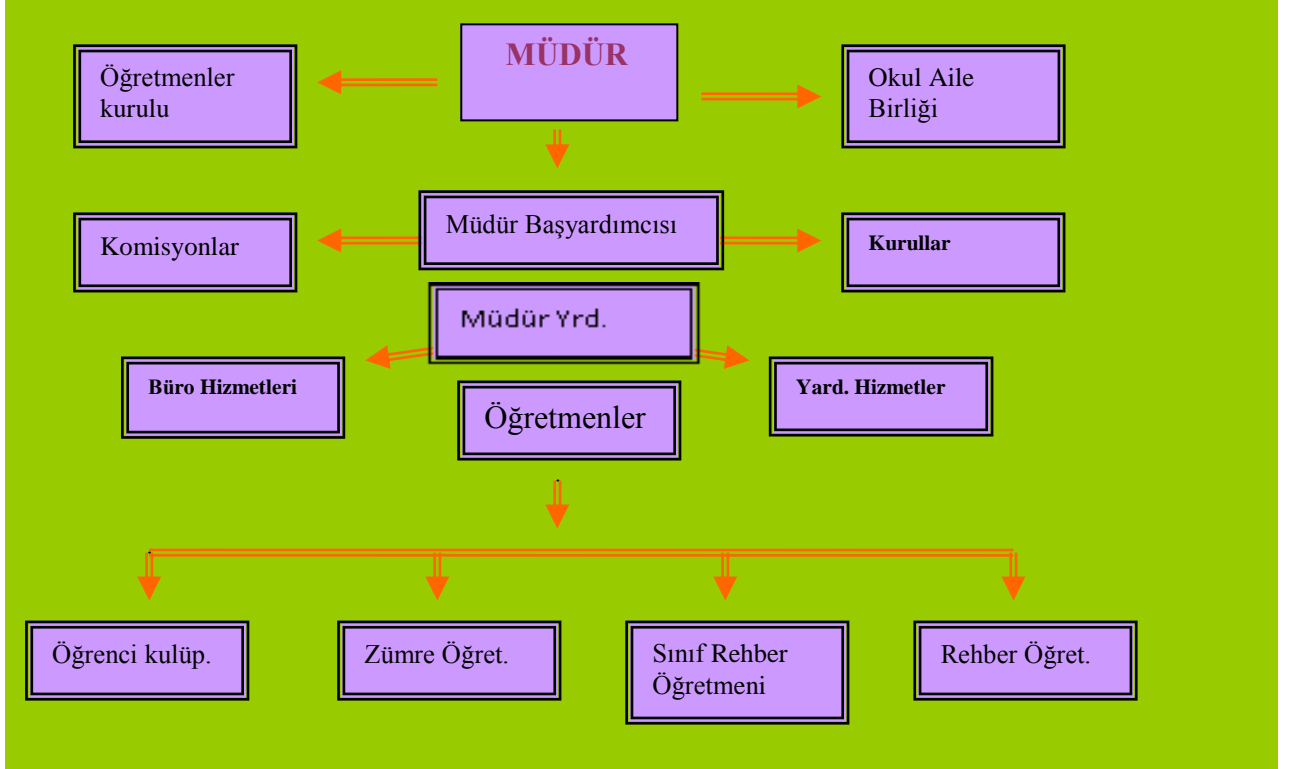 MÜDÜR
Öğretmenler
kurulu
Okul Aile
Birliği
Müdür Başyardımcısı
Komisyonlar
Kurullar
Müdür Yrd.
Büro Hizmetleri
Yard. Hizmetler
Öğretmenler
Öğrenci kulüp.
Zümre Öğret.
Sınıf Rehber
Öğretmeni
Rehber Öğret.